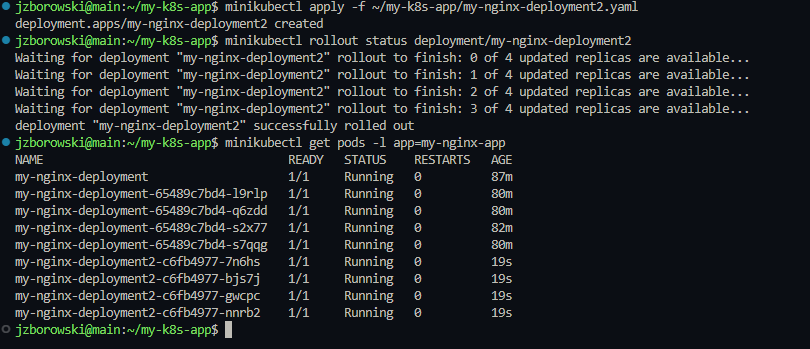 jzborowski@main:~/my-k8s-app$ minikubectl apply -f ~/my-k8s-app/my-nginx-deployment2.yaml
deployment.apps/my-nginx-deployment2 created
jzborowski@main:~/my-k8s-app$ minikubectl rollout status deployment/my-nginx-deployment2
Waiting for deployment "my-nginx-deployment2" rollout to finish: 0 of 4 updated replicas are available...
Waiting for deployment "my-nginx-deployment2" rollout to finish: 1 of 4 updated replicas are available...
Waiting for deployment "my-nginx-deployment2" rollout to finish: 2 of 4 updated replicas are available...
Waiting for deployment "my-nginx-deployment2" rollout to finish: 3 of 4 updated replicas are available...
deployment "my-nginx-deployment2" successfully rolled out
jzborowski@main:~/my-k8s-app$ minikubectl get pods -l app=my-nginx-app
NAME READY STATUS RESTARTS AGE
my-nginx-deployment 1/1 Running 0 87m
my-nginx-deployment-65489c7bd4-l9rlp 1/1 Running 0 80m
my-nginx-deployment-65489c7bd4-q6zdd 1/1 Running 0 80m
my-nginx-deployment-65489c7bd4-s2x77 1/1 Running 0 82m
my-nginx-deployment-65489c7bd4-s7qqg 1/1 Running 0 80m
my-nginx-deployment2-c6fb4977-7n6hs 1/1 Running 0 19s
my-nginx-deployment2-c6fb4977-bjs7j 1/1 Running 0 19s
my-nginx-deployment2-c6fb4977-gwcpc 1/1 Running 0 19s
my-nginx-deployment2-c6fb4977-nnrb2 1/1 Running 0 19s
jzborowski@main:~/my-k8s-app$